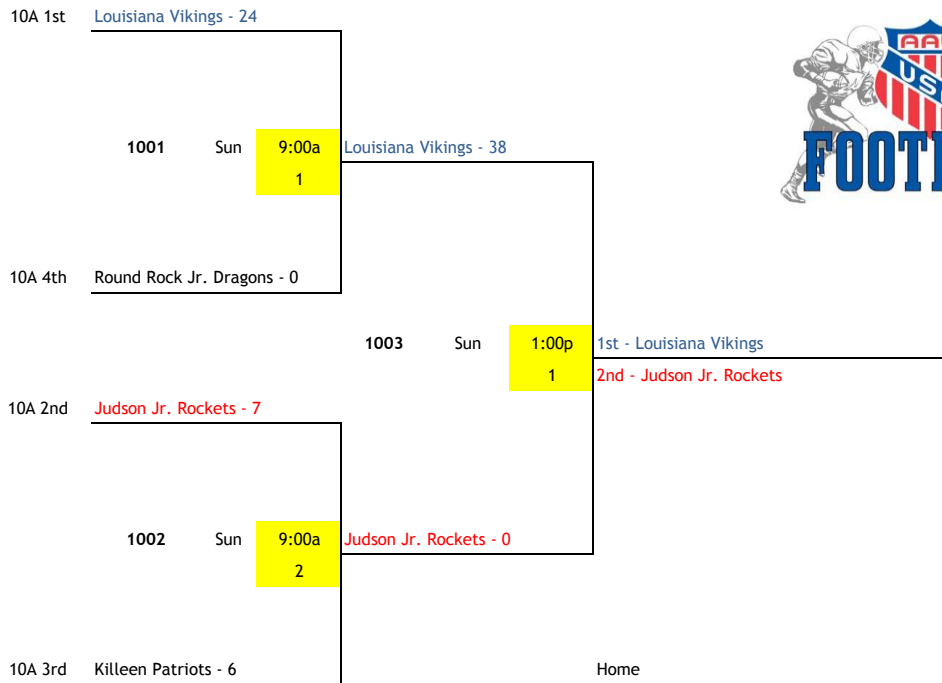 10A 1st Louisiana Vikings - 24
1001 Sun 9:00a Louisiana Vikings - 38
1
10A 4th Round Rock Jr. Dragons - 0
1003 Sun 1:00p 1st - Louisiana Vikings
1 2nd - Judson Jr. Rockets
10A 2nd Judson Jr. Rockets - 7
1002 Sun 9:00a Judson Jr. Rockets - 0
2
10A 3rd Killeen Patriots - 6 Home